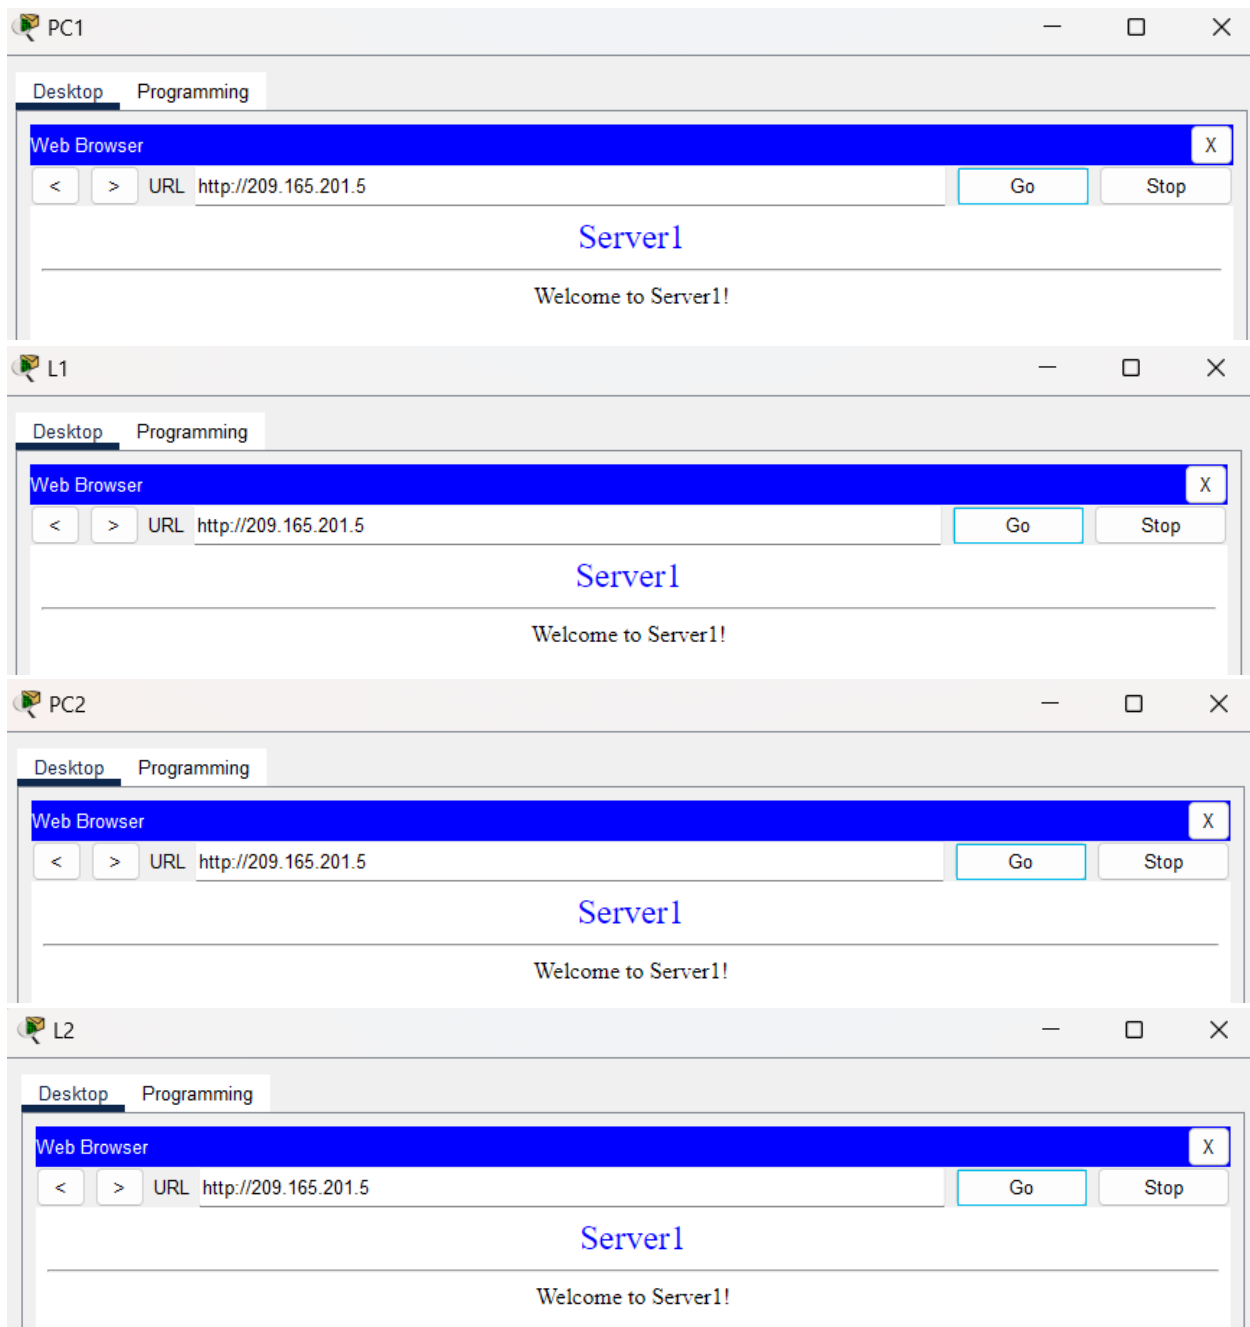 PC1
Desktop Programming
Web Browser X
< > URL http://209.165.201.5 Go Stop
Server1
Welcome to Server1!
L1
Desktop Programming
Web Browser X
< > URL http://209.165.201.5 Go Stop
Server1
Welcome to Server1!
PC2
Desktop Programming
Web Browser X
< > URL http://209.165.201.5 Go Stop
Server1
Welcome to Server1!
L2
Desktop Programming
Web Browser X
< > URL http://209.165.201.5 Go Stop
Server1
Welcome to Server1!